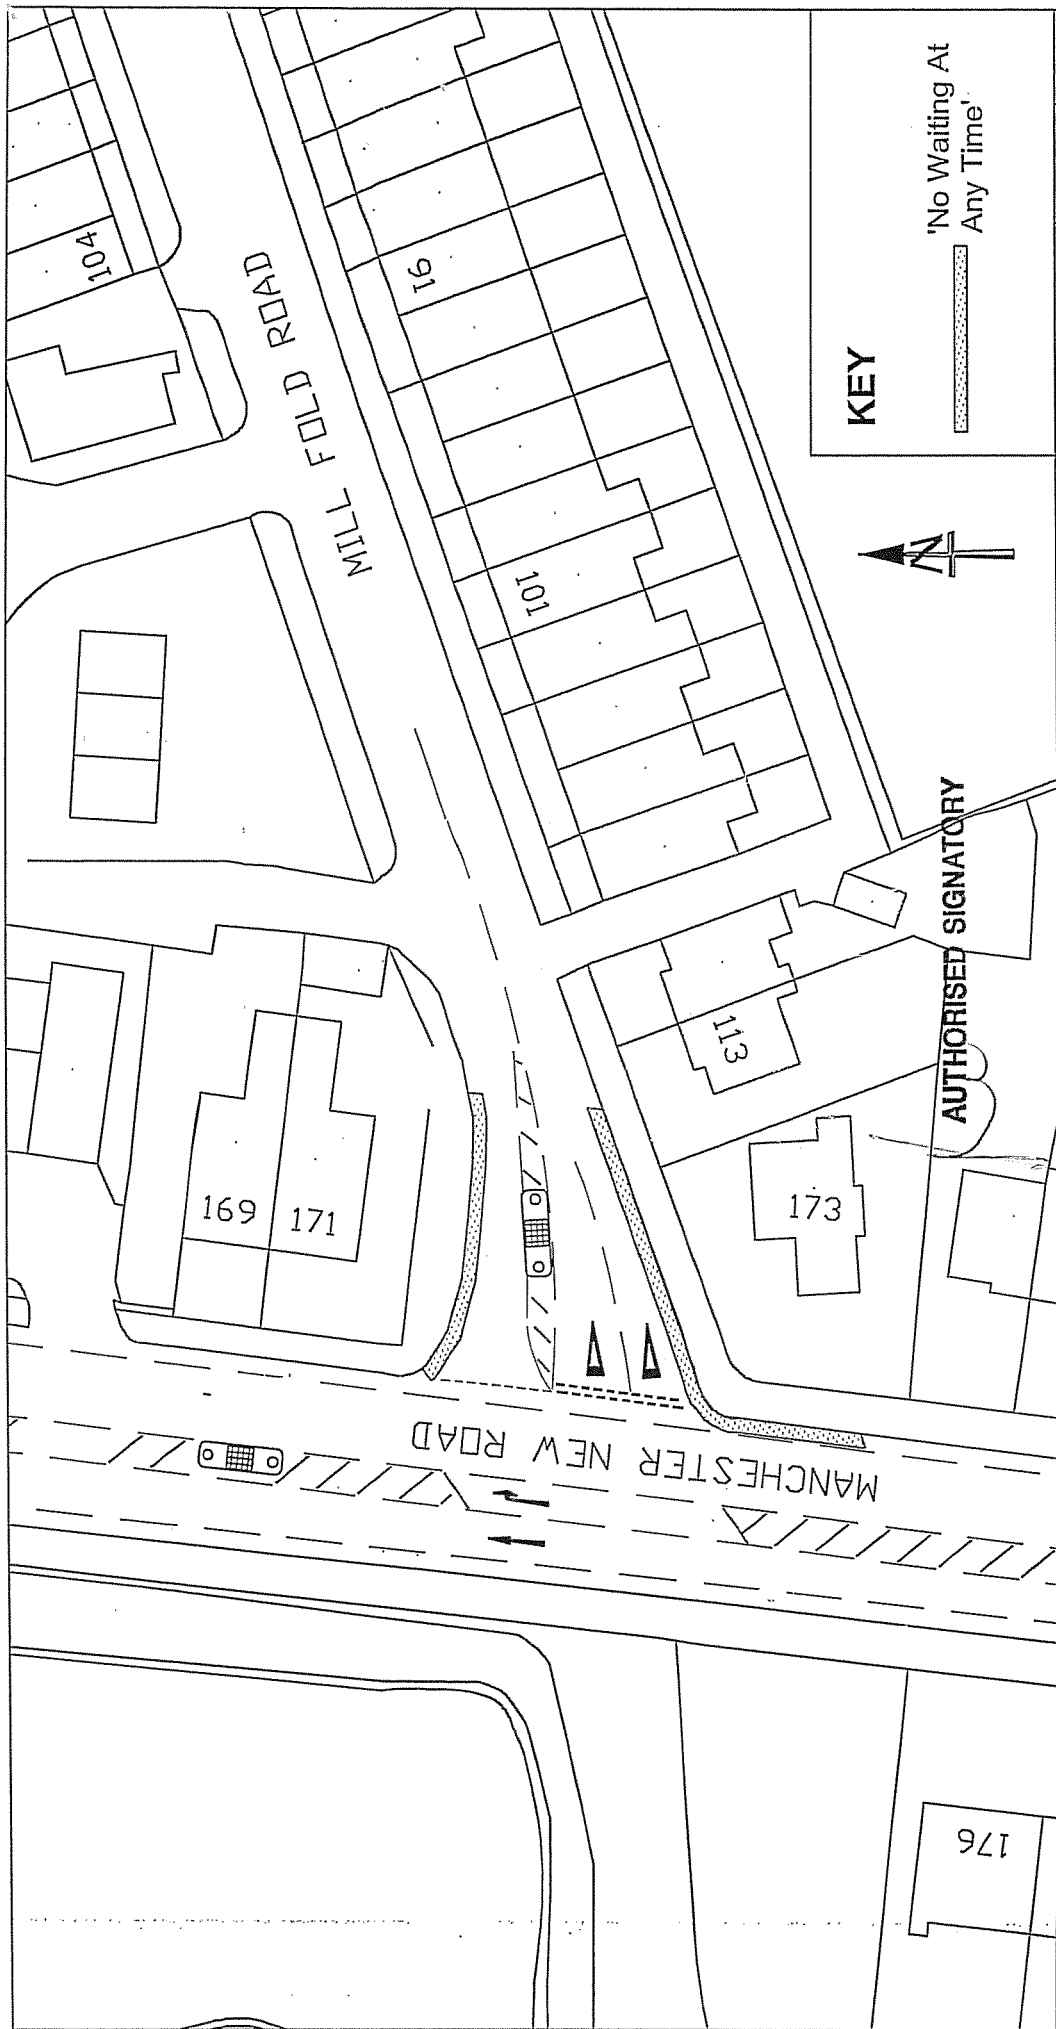 104
MILL FOLD ROAD
91
101
113
169
171
173
176
MANCHESTER NEW ROAD
AUTHORISED SIGNATORY
N
KEY
'No Waiting At
Any Time'